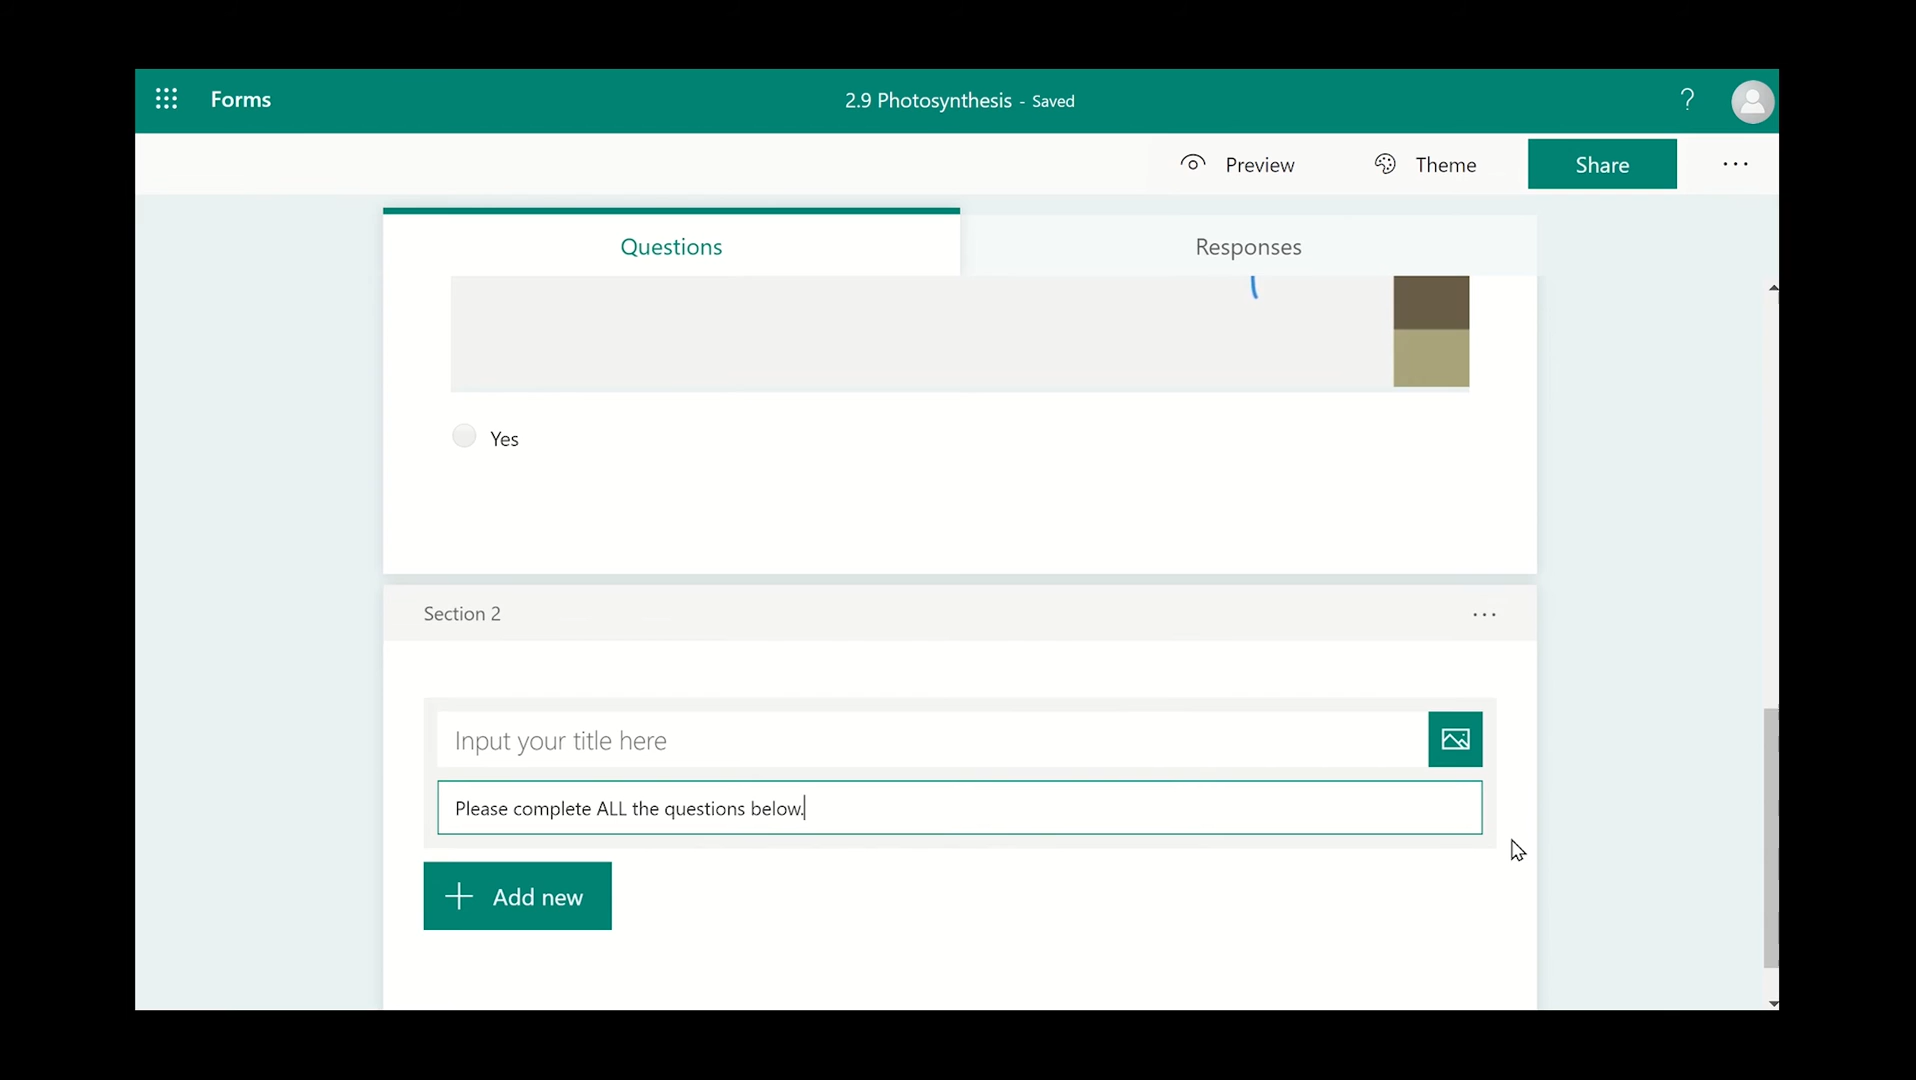 Forms
2.9 Photosynthesis - Saved
?
Preview
Theme
Share
Questions
Responses
Yes
Section 2
Input your title here
Please complete ALL the questions below.
Add new